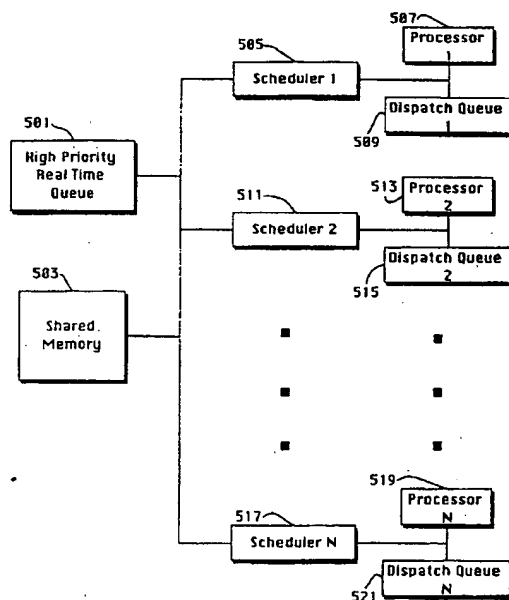 507
Processor
1
505
Scheduler 1
Dispatch Queue
1
509
501
High Priority
Real Time
Queue
513
Processor
2
511
Scheduler 2
Dispatch Queue
2
515
503
Shared
Memory
519
Processor
N
517
Scheduler N
Dispatch Queue
N
521